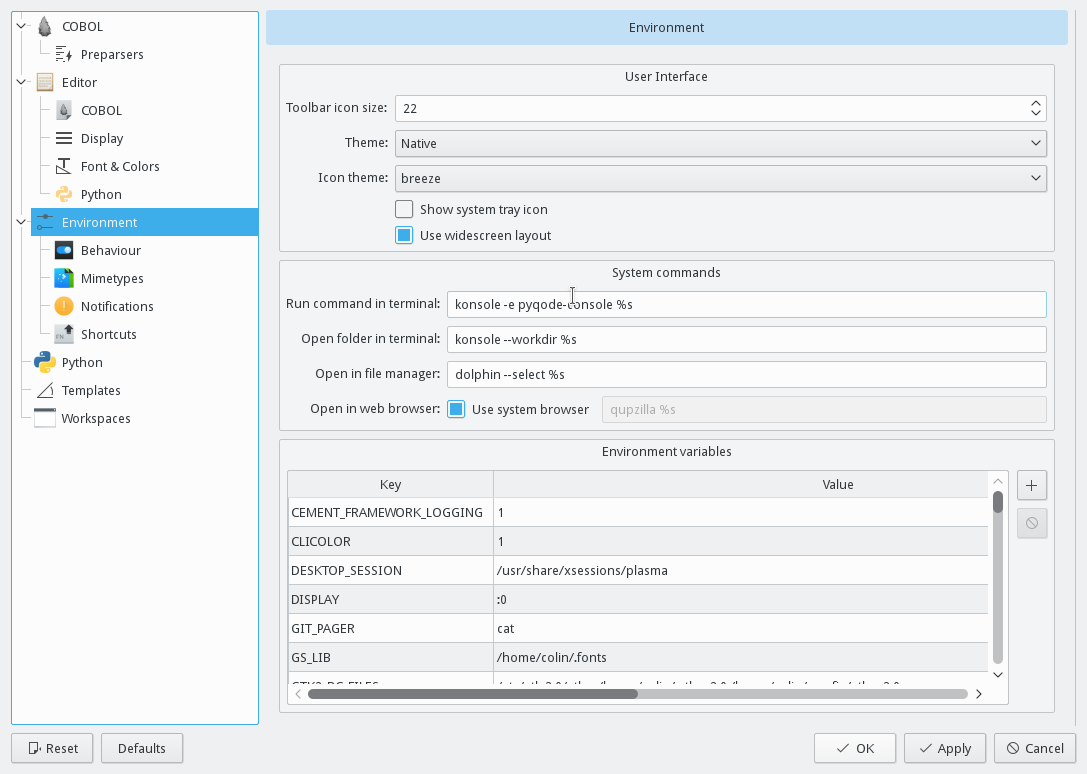 COBOL
Preparsers
Editor
COBOL
Display
Font & Colors
Python
Environment
Behaviour
Mimetypes
Notifications
Shortcuts
Python
Templates
Workspaces
Environment
User Interface
Toolbar icon size: 22
Theme: Native
Icon theme: breeze
Show system tray icon
Use widescreen layout
System commands
Run command in terminal: konsole -e pyqode-console %s
Open folder in terminal: konsole --workdir %s
Open in file manager: dolphin --select %s
Open in web browser: Use system browser qupzilla %s
Environment variables
Key Value
CEMENT_FRAMEWORK_LOGGING 1
CLICOLOR 1
DESKTOP_SESSION /usr/share/xsessions/plasma
DISPLAY :0
GIT_PAGER cat
GS_LIB /home/colin/.fonts
Reset Defaults OK Apply Cancel